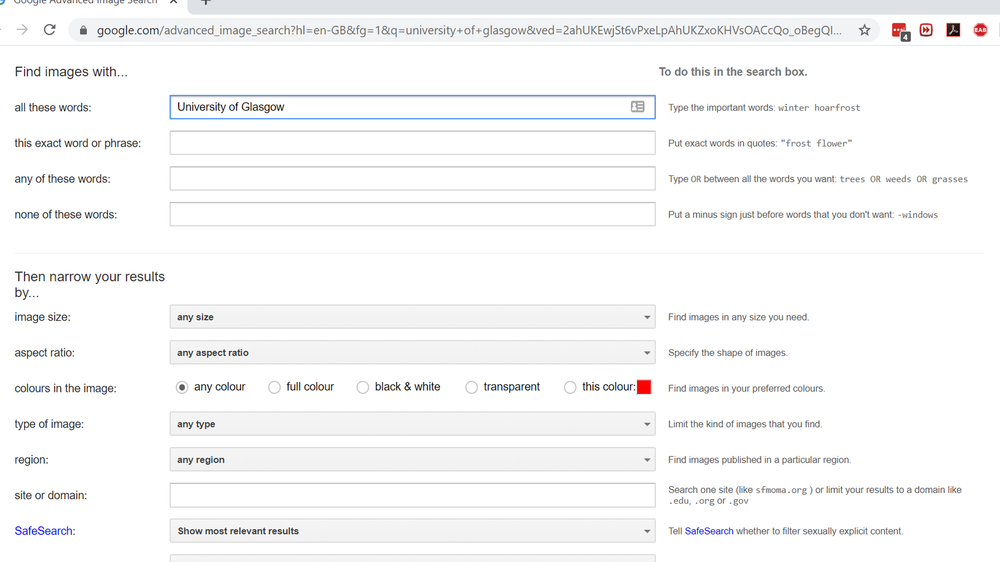 Google Advanced Image Search
google.com/advanced_image_search?hl=en-GB&fg=1&q=university+of+glasgow&ved=2ahUKEwjSt6vPxeLpAhUKZxoKHVsOACcQo_oBegQI...
4
EAB
Find images with...
To do this in the search box.
all these words:
University of Glasgow
Type the important words: winter hoarfrost
this exact word or phrase:
Put exact words in quotes: "frost flower"
any of these words:
Type OR between all the words you want: trees OR weeds OR grasses
none of these words:
Put a minus sign just before words that you don't want: -windows
Then narrow your results
by...
image size:
any size
Find images in any size you need.
aspect ratio:
any aspect ratio
Specify the shape of images.
colours in the image:
any colour full colour black & white transparent this colour:
Find images in your preferred colours.
type of image:
any type
Limit the kind of images that you find.
region:
any region
Find images published in a particular region.
site or domain:
Search one site (like sfmoma.org ) or limit your results to a domain like
.edu, .org or .gov
SafeSearch:
Show most relevant results
Tell SafeSearch whether to filter sexually explicit content.